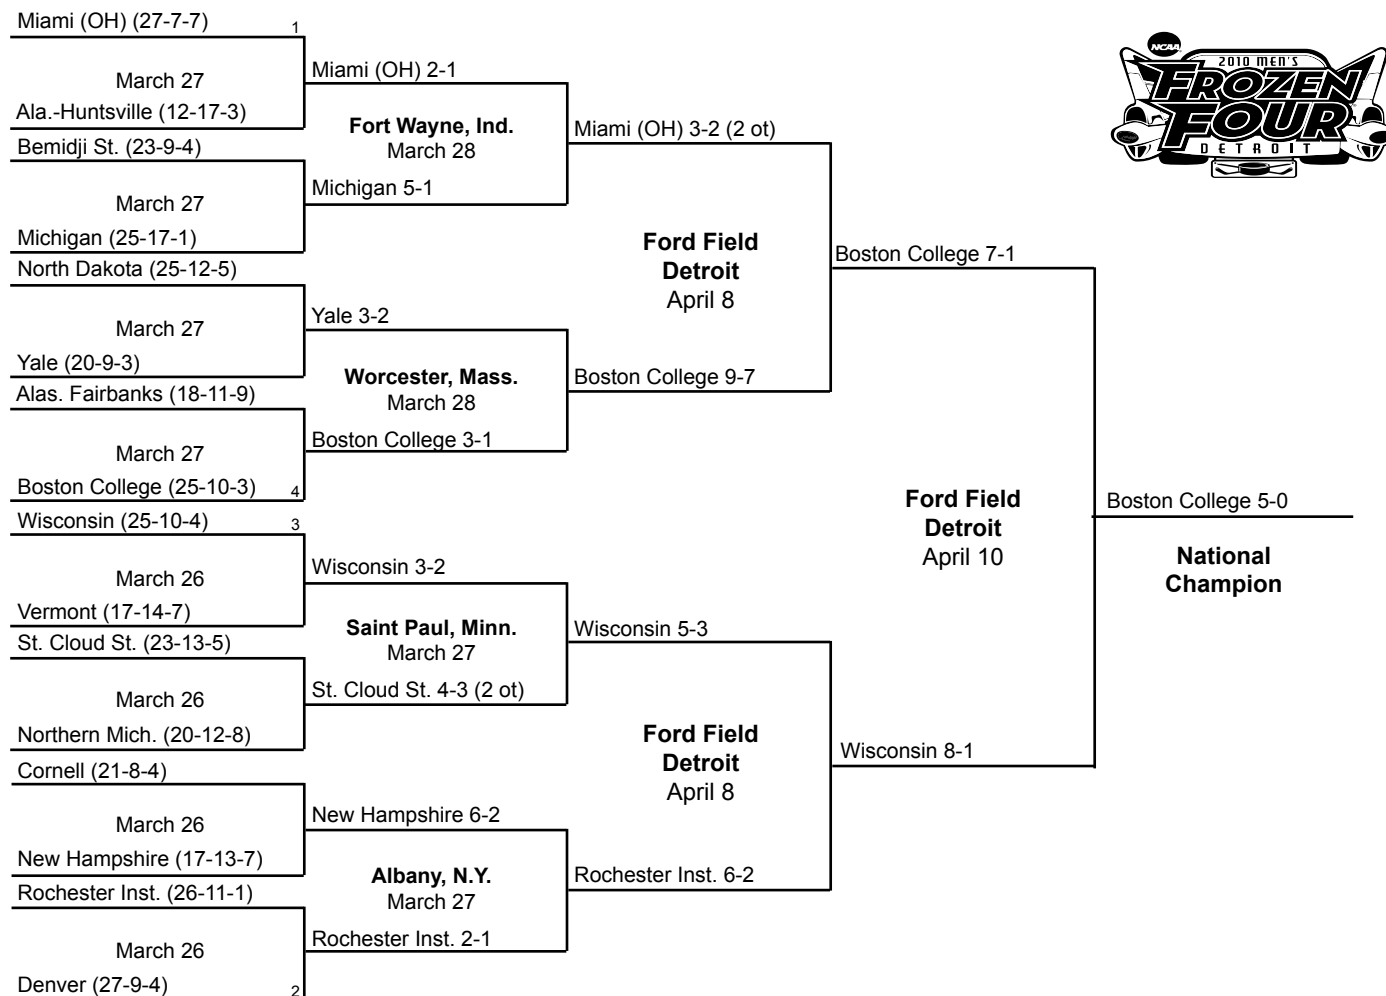 Miami (OH) (27-7-7)
1
March 27
Ala.-Huntsville (12-17-3)
Bemidji St. (23-9-4)
March 27
Michigan (25-17-1)
North Dakota (25-12-5)
March 27
Yale (20-9-3)
Alas. Fairbanks (18-11-9)
March 27
Boston College (25-10-3)
4
Wisconsin (25-10-4)
3
March 26
Vermont (17-14-7)
St. Cloud St. (23-13-5)
March 26
Northern Mich. (20-12-8)
Cornell (21-8-4)
March 26
New Hampshire (17-13-7)
Rochester Inst. (26-11-1)
March 26
Denver (27-9-4)
2
Miami (OH) 2-1
Fort Wayne, Ind.
March 28
Michigan 5-1
Yale 3-2
Worcester, Mass.
March 28
Boston College 3-1
Wisconsin 3-2
Saint Paul, Minn.
March 27
St. Cloud St. 4-3 (2 ot)
New Hampshire 6-2
Albany, N.Y.
March 27
Rochester Inst. 2-1
Miami (OH) 3-2 (2 ot)
Ford Field
Detroit
April 8
Boston College 9-7
Wisconsin 5-3
Ford Field
Detroit
April 8
Rochester Inst. 6-2
Boston College 7-1
Ford Field
Detroit
April 10
Wisconsin 8-1
Boston College 5-0
National
Champion
NCAA
2010 MEN'S
FROZEN
FOUR
DETROIT